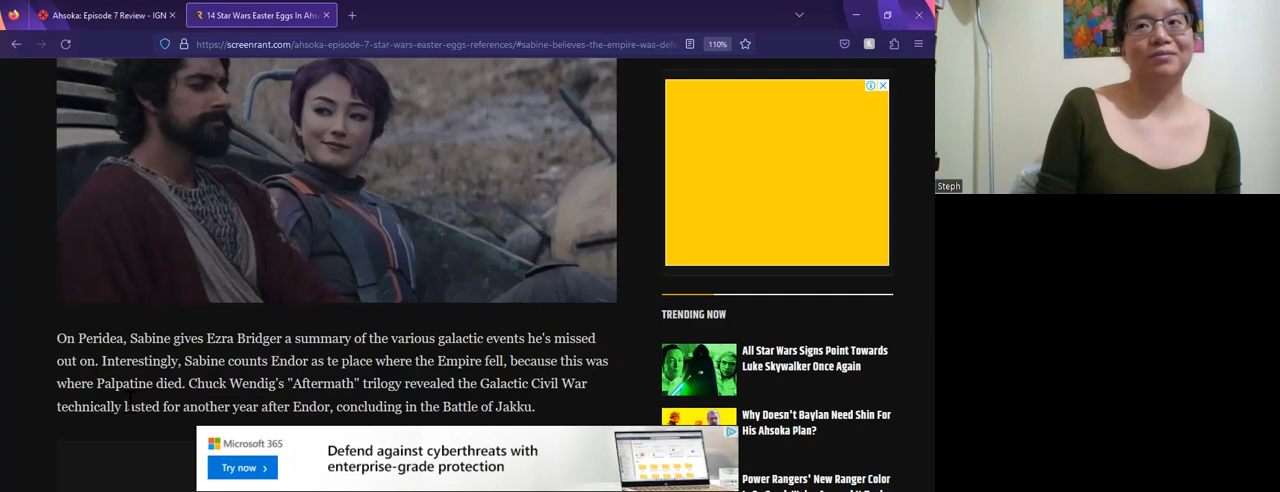 Ahsoka: Episode 7 Review - IGN
14 Star Wars Easter Eggs In Ahs
https://screenrant.com/ahsoka-episode-7-star-wars-easter-eggs-references/#sabine-believes-the-empire-was-defe
110%
Steph
On Peridea, Sabine gives Ezra Bridger a summary of the various galactic events he's missed
out on. Interestingly, Sabine counts Endor as te place where the Empire fell, because this was
where Palpatine died. Chuck Wendig's "Aftermath" trilogy revealed the Galactic Civil War
technically lasted for another year after Endor, concluding in the Battle of Jakku.
TRENDING NOW
All Star Wars Signs Point Towards
Luke Skywalker Once Again
Why Doesn't Baylan Need Shin For
His Ahsoka Plan?
Power Rangers' New Ranger Color
Microsoft 365
Try now
Defend against cyberthreats with
enterprise-grade protection